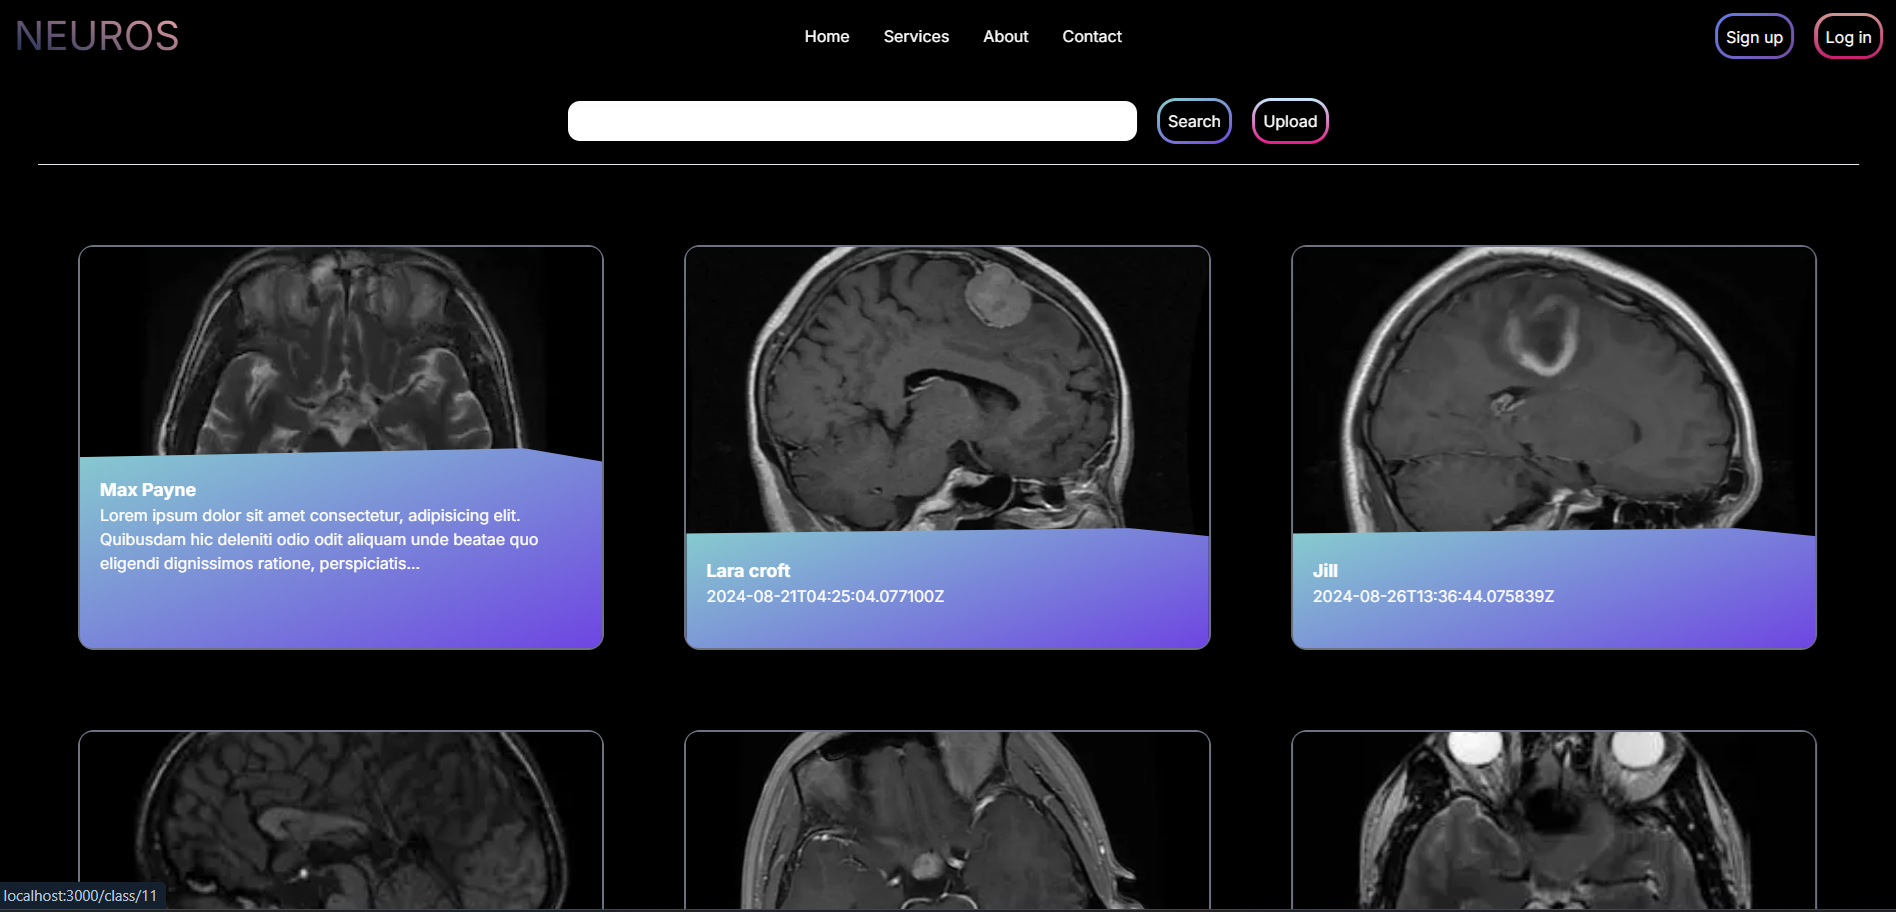 NEUROS
Home Services About Contact
Sign up Log in
Search Upload
Max Payne
Lorem ipsum dolor sit amet consectetur, adipisicing elit.
Quibusdam hic deleniti odio odit aliquam unde beatae quo
eligendi dignissimos ratione, perspiciatis...
Lara croft
2024-08-21T04:25:04.077100Z
Jill
2024-08-26T13:36:44.075839Z
localhost:3000/class/11